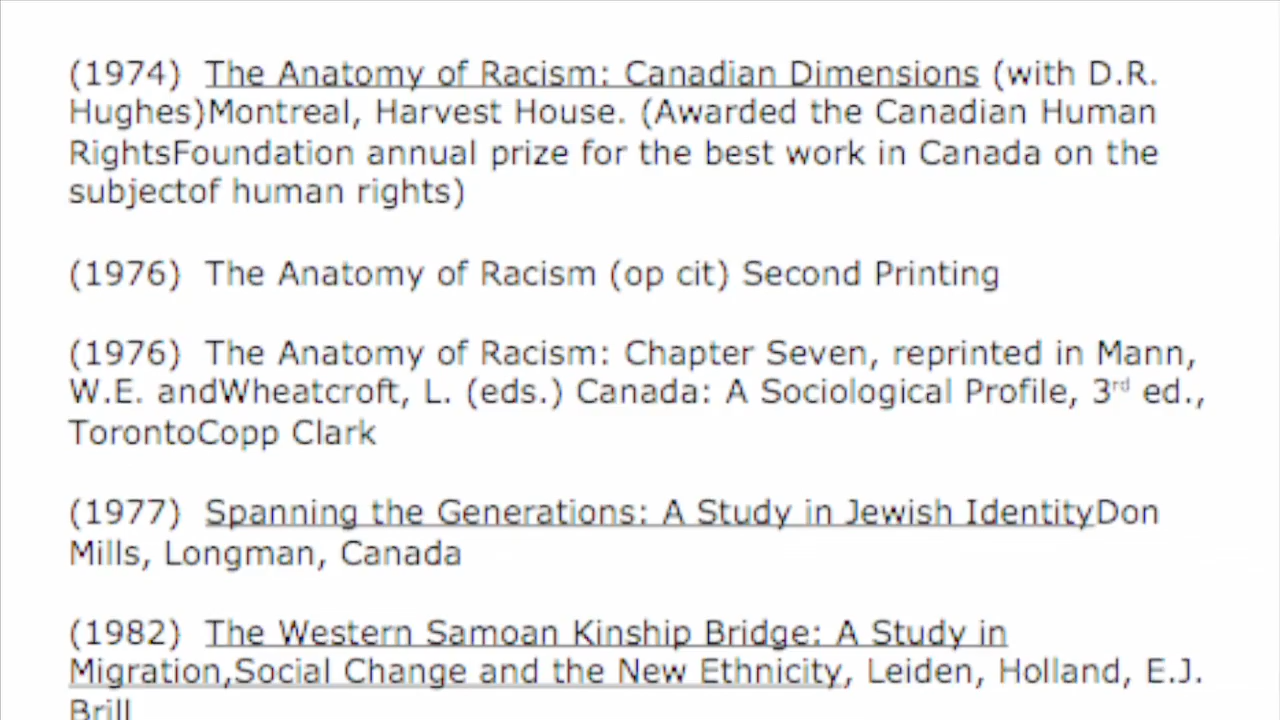 (1974) The Anatomy of Racism: Canadian Dimensions (with D.R.
Hughes)Montreal, Harvest House. (Awarded the Canadian Human
RightsFoundation annual prize for the best work in Canada on the
subjectof human rights)
(1976) The Anatomy of Racism (op cit) Second Printing
(1976) The Anatomy of Racism: Chapter Seven, reprinted in Mann,
W.E. andWheatcroft, L. (eds.) Canada: A Sociological Profile, 3rd ed.,
TorontoCopp Clark
(1977) Spanning the Generations: A Study in Jewish IdentityDon
Mills, Longman, Canada
(1982) The Western Samoan Kinship Bridge: A Study in
Migration,Social Change and the New Ethnicity, Leiden, Holland, E.J.
Brill